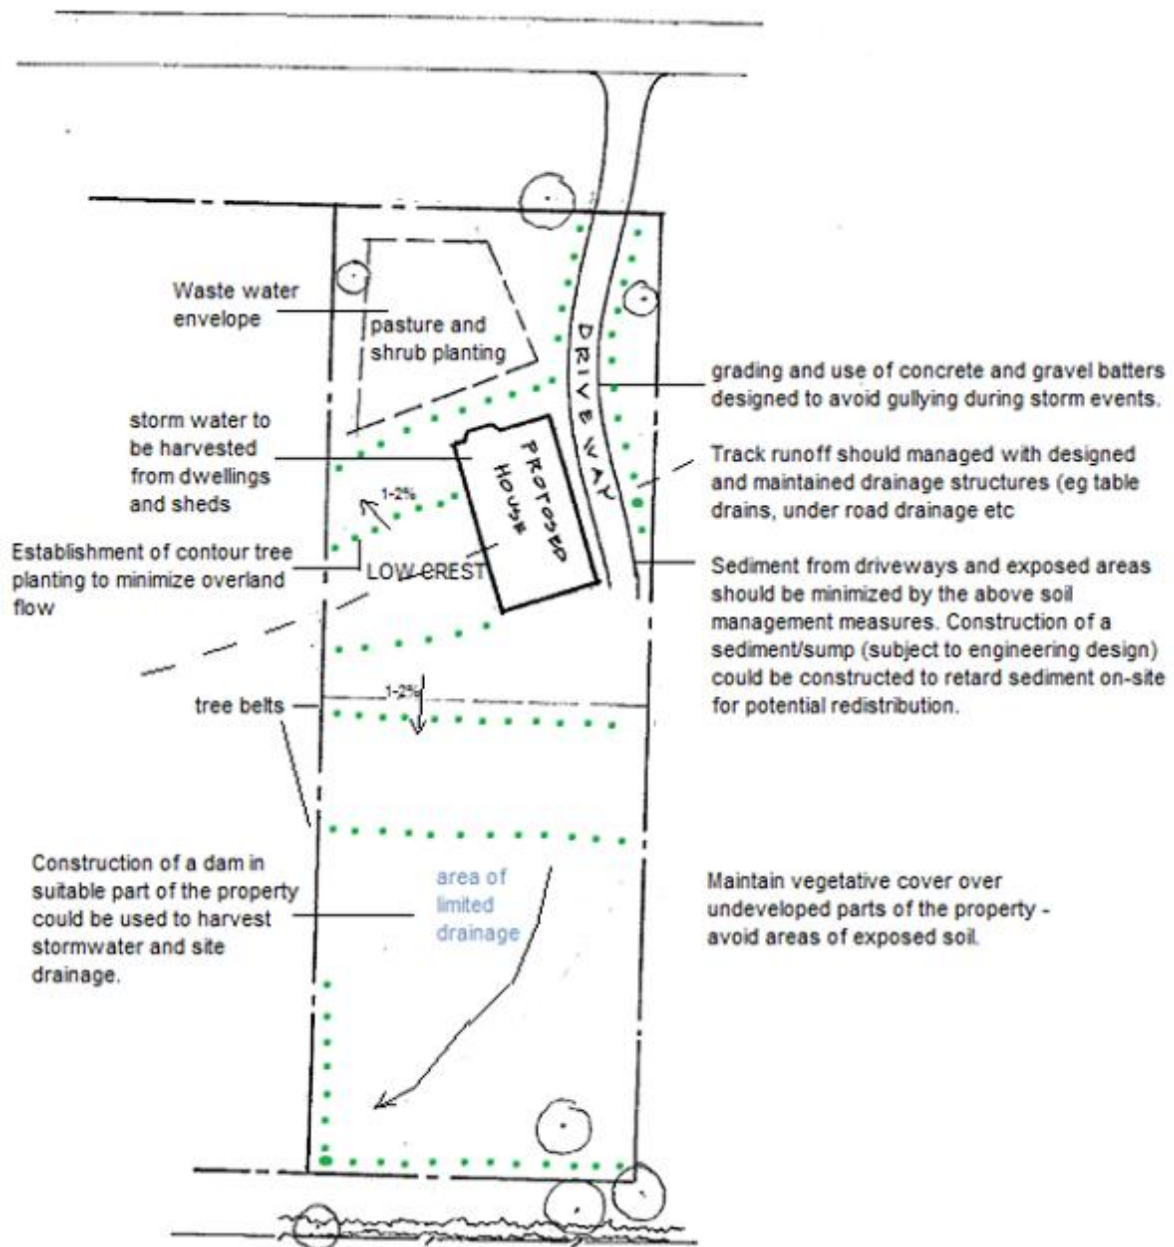 Waste water
envelope
pasture and
shrub planting
DRIVEWAY
grading and use of concrete and gravel batters
designed to avoid gullying during storm events.
storm water to
be harvested
from dwellings
and sheds
PROTOSED
HOUSE
Track runoff should managed with designed
and maintained drainage structures (eg table
drains, under road drainage etc
1-2%
Establishment of contour tree
planting to minimize overland
flow
LOW CREST
Sediment from driveways and exposed areas
should be minimized by the above soil
management measures. Construction of a
sediment/sump (subject to engineering design)
could be constructed to retard sediment on-site
for potential redistribution.
1-2%
tree belts
Construction of a dam in
suitable part of the property
could be used to harvest
stormwater and site
drainage.
area of
limited
drainage
Maintain vegetative cover over
undeveloped parts of the property -
avoid areas of exposed soil.